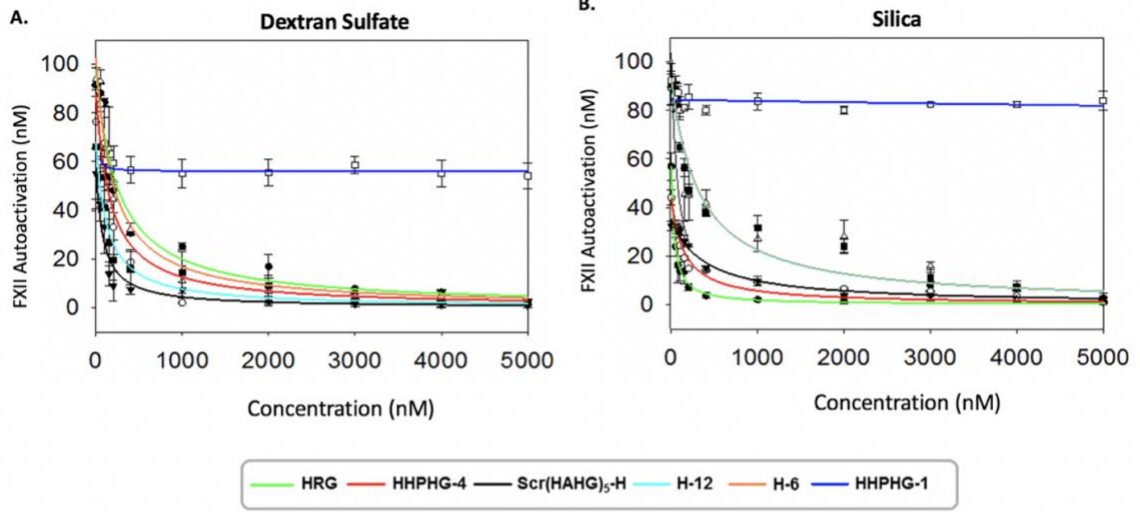 A.
Dextran Sulfate
FXII Autoactivation (nM)
100
80
60
40
20
0
0 1000 2000 3000 4000 5000
Concentration (nM)
B.
Silica
FXII Autoactivation (nM)
100
80
60
40
20
0
0 1000 2000 3000 4000 5000
Concentration (nM)
HRG HHPHG-4 Scr(HAHG)₅-H H-12 H-6 HHPHG-1